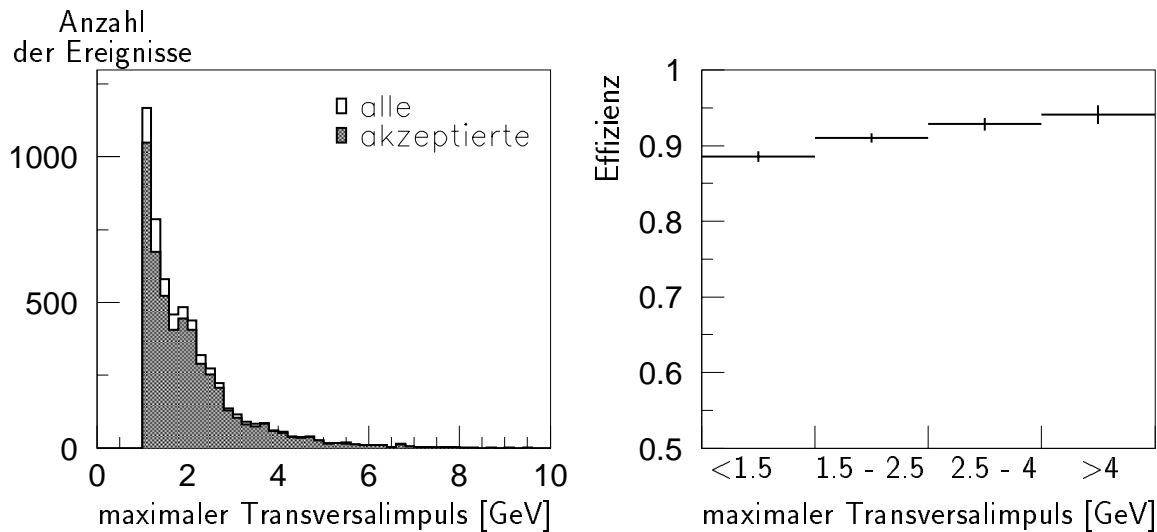 Anzahl
der Ereignisse
1000
500
0
0 2 4 6 8 10
maximaler Transversalimpuls [GeV]
alle
akzeptierte
Effizienz
1
0.9
0.8
0.7
0.6
0.5
<1.5 1.5 - 2.5 2.5 - 4 >4
maximaler Transversalimpuls [GeV]